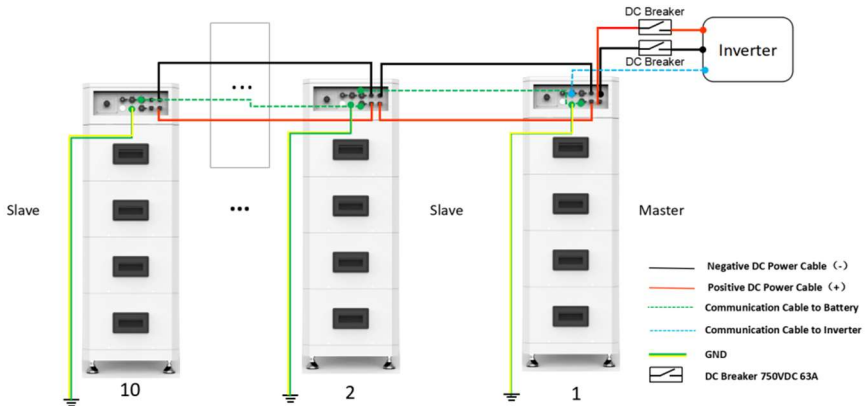 DC Breaker
DC Breaker
Inverter
...
Slave
...
Slave
Master
Negative DC Power Cable （-）
Positive DC Power Cable （+）
Communication Cable to Battery
Communication Cable to Inverter
GND
DC Breaker 750VDC 63A
10
2
1